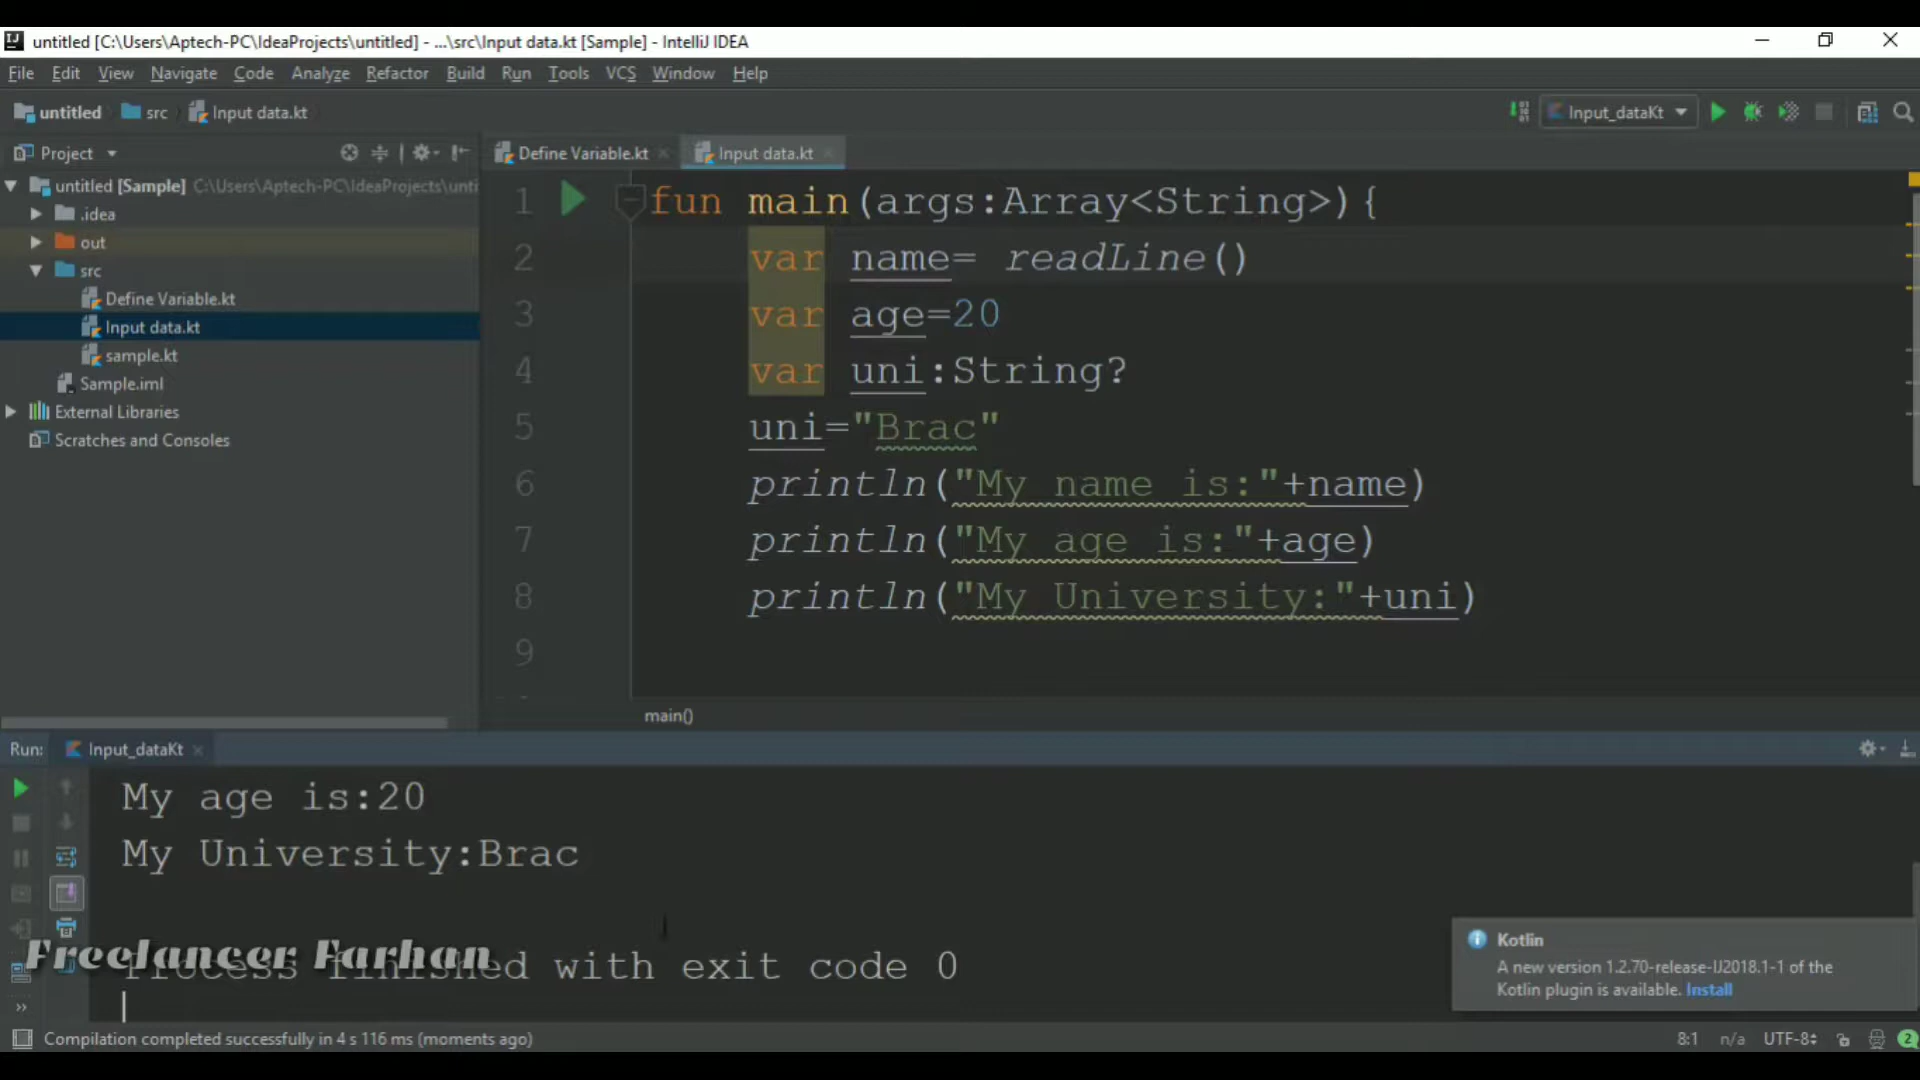 untitled [C:\Users\Aptech-PC\IdeaProjects\untitled] - ...\src\Input data.kt [Sample] - IntelliJ IDEA
File Edit View Navigate Code Analyze Refactor Build Run Tools VCS Window Help
untitled src Input data.kt Input_dataKt
Project
Define Variable.kt Input data.kt
untitled [Sample] C:\Users\Aptech-PC\IdeaProjects\unti
.idea
out
src
Define Variable.kt
Input data.kt
sample.kt
Sample.iml
External Libraries
Scratches and Consoles
1 fun main(args:Array<String>){
2 var name= readLine()
3 var age=20
4 var uni:String?
5 uni="Brac"
6 println("My name is:"+name)
7 println("My age is:"+age)
8 println("My University:"+uni)
9
main()
Run: Input_dataKt
My age is:20
My University:Brac
Process finished with exit code 0
Freelancer Farhan
Kotlin
A new version 1.2.70-release-IJ2018.1-1 of the
Kotlin plugin is available. Install
Compilation completed successfully in 4 s 116 ms (moments ago)
8:1 n/a UTF-8 2